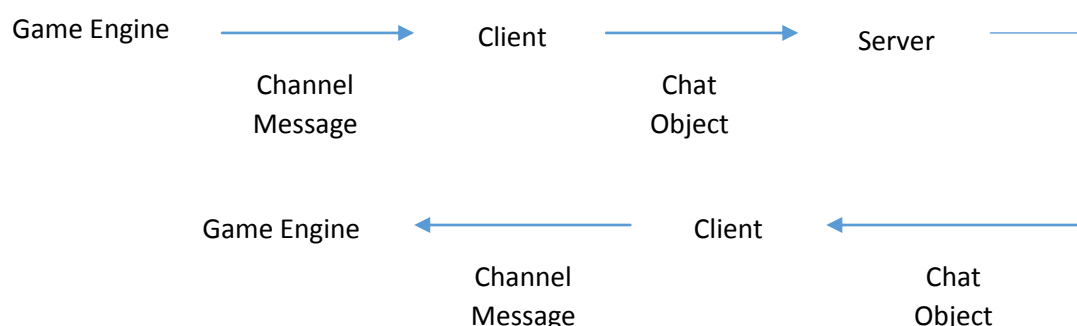 Game Engine
Client
Server
Channel
Message
Chat
Object
Game Engine
Client
Channel
Message
Chat
Object